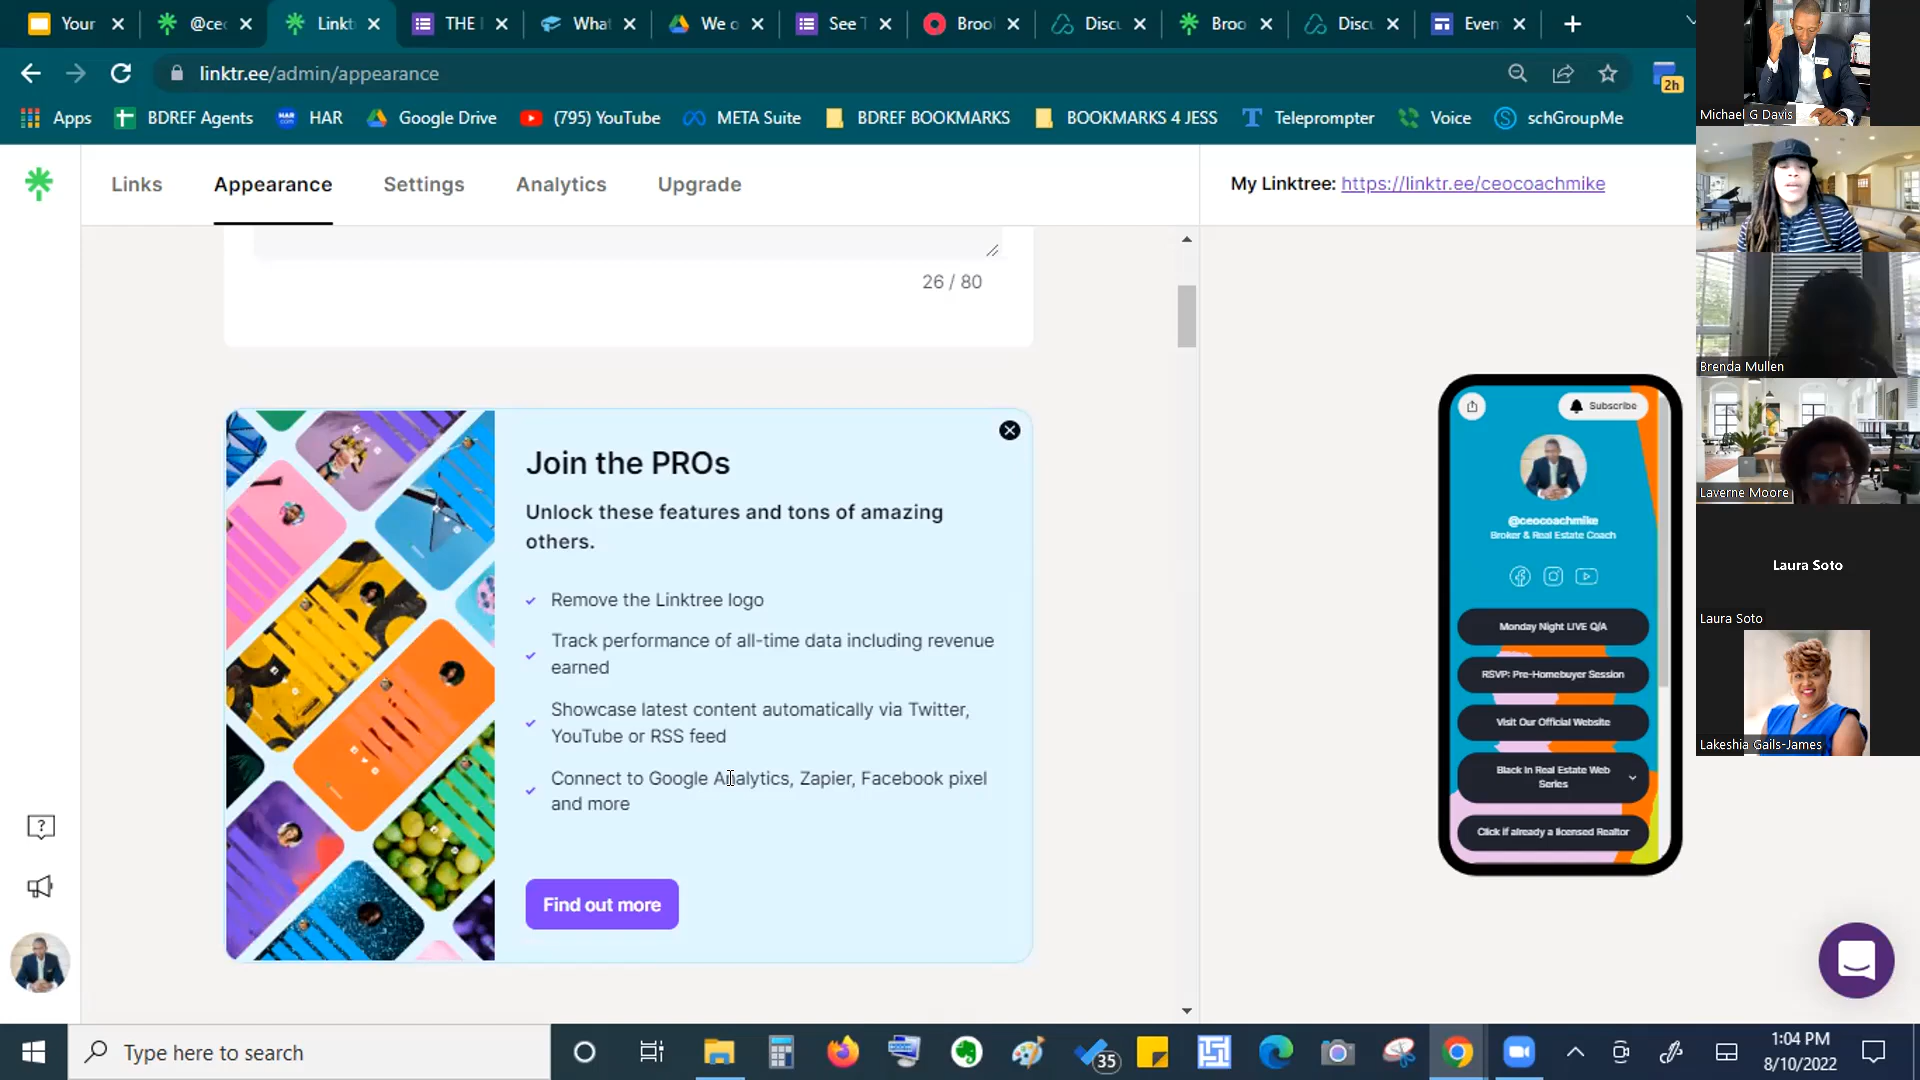 Your
@cec
Linkt
THE
What
We o
See T
Broo
Discu
Broo
Discu
Even
linktr.ee/admin/appearance
2h
Apps
BDREF Agents
HAR
Google Drive
(795) YouTube
META Suite
BDREF BOOKMARKS
BOOKMARKS 4 JESS
Teleprompter
Voice
schGroupMe
Links
Appearance
Settings
Analytics
Upgrade
My Linktree: https://linktr.ee/ceocoachmike
26 / 80
Join the PROs
Unlock these features and tons of amazing
others.
Remove the Linktree logo
Track performance of all-time data including revenue
earned
Showcase latest content automatically via Twitter,
YouTube or RSS feed
Connect to Google Analytics, Zapier, Facebook pixel
and more
Find out more
Subscribe
@ceocoachmike
Broker & Real Estate Coach
Monday Night LIVE Q/A
RSVP: Pre-Homebuyer Session
Visit Our Official Website
Black In Real Estate Web
Series
Click if already a licensed Realtor
Michael G Davis
Brenda Mullen
Laverne Moore
Laura Soto
Laura Soto
Lakeshia Gails-James
Type here to search
35
1:04 PM
8/10/2022